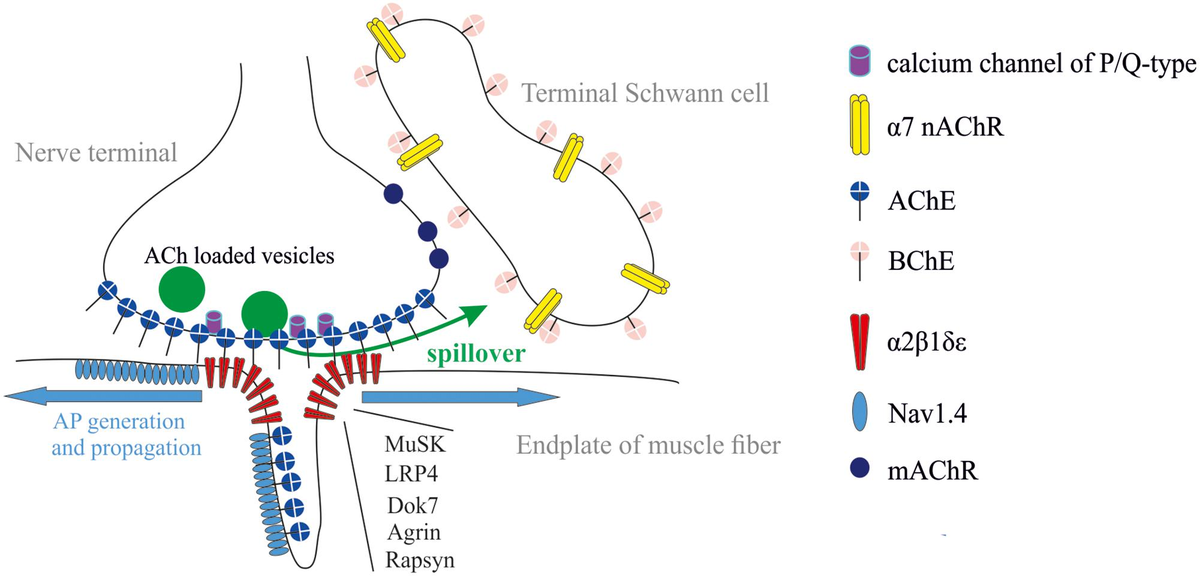 Nerve terminal
ACh loaded vesicles
Terminal Schwann cell
spillover
AP generation
and propagation
MuSK
LRP4
Dok7
Agrin
Rapsyn
Endplate of muscle fiber
calcium channel of P/Q-type
α7 nAChR
AChE
BChE
α2β1δε
Nav1.4
mAChR